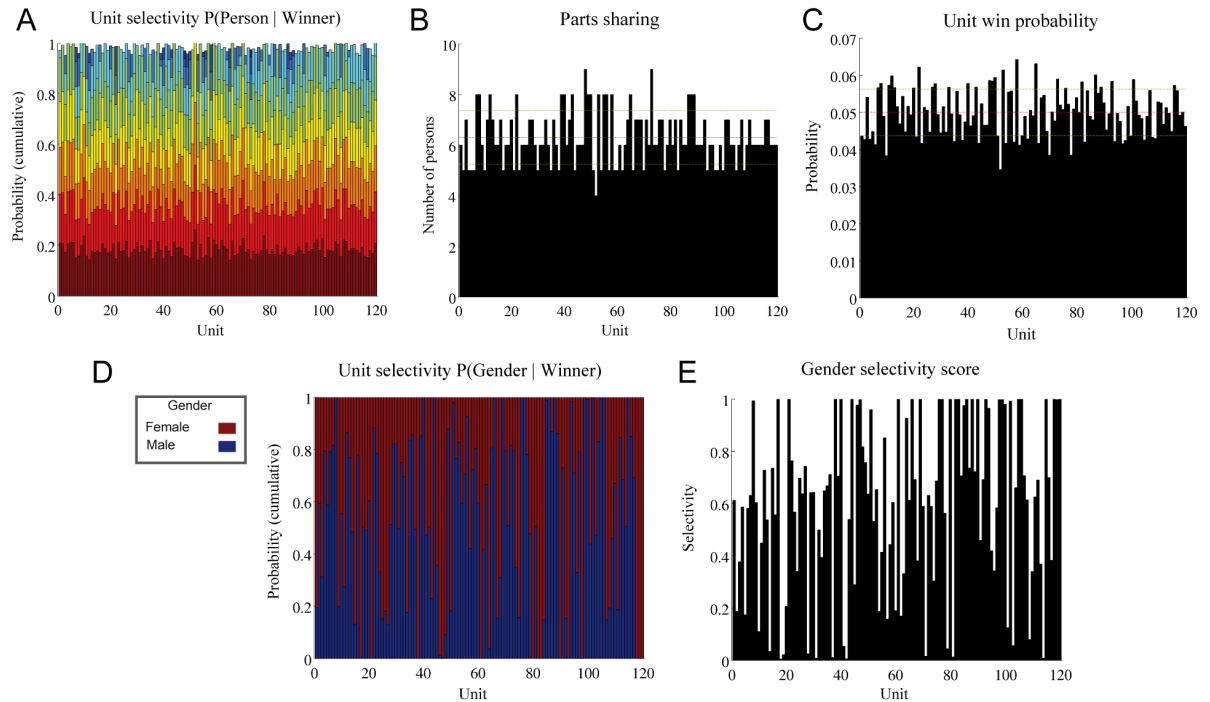 A
Unit selectivity P(Person | Winner)
Probability (cumulative)
1
0.8
0.6
0.4
0.2
0
0 20 40 60 80 100 120
Unit
B
Parts sharing
Number of persons
10
8
6
4
2
0
0 20 40 60 80 100 120
Unit
C
Unit win probability
Probability
0.07
0.06
0.05
0.04
0.03
0.02
0.01
0
0 20 40 60 80 100 120
Unit
D
Gender
Female
Male
Unit selectivity P(Gender | Winner)
Probability (cumulative)
1
0.8
0.6
0.4
0.2
0
0 20 40 60 80 100 120
Unit
E
Gender selectivity score
Selectivity
1
0.8
0.6
0.4
0.2
0
0 20 40 60 80 100 120
Unit